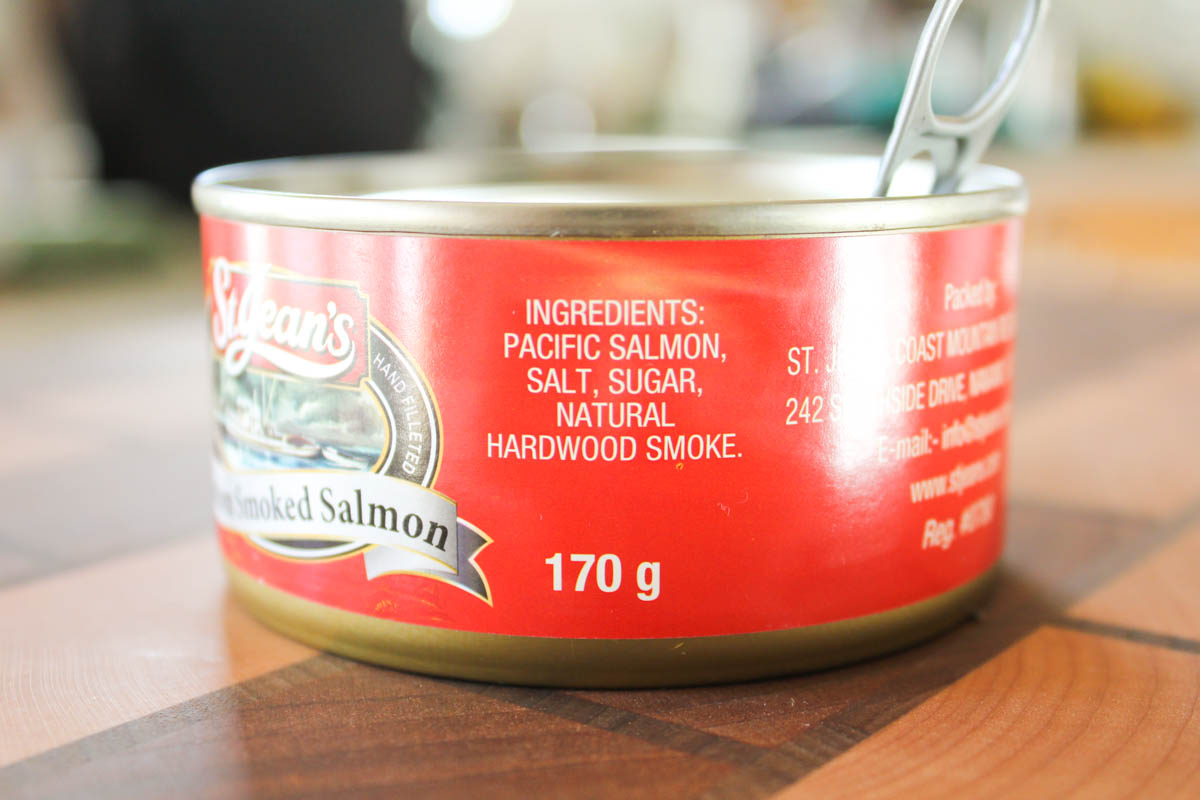 St. Jean's
HAND FILLETED
Smoked Salmon
INGREDIENTS:
PACIFIC SALMON,
SALT, SUGAR,
NATURAL
HARDWOOD SMOKE.
170 g
Packed by
ST. COAST MOUNTAIN
242 SIDE DRIVE,
E-mail:-
Reg.